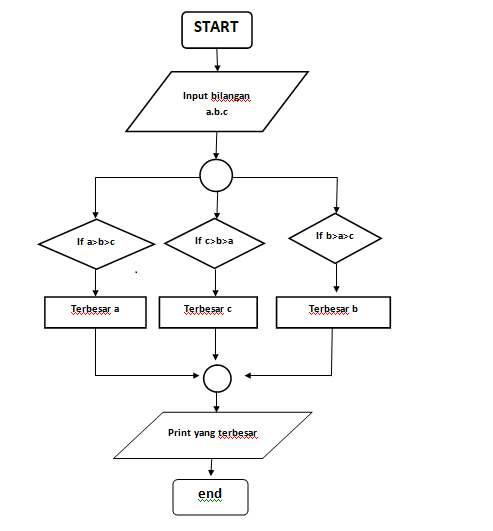 START
Input bilangan
a.b.c
If a>b>c
If c>b>a
If b>a>c
Terbesar a
Terbesar c
Terbesar b
Print yang terbesar
end